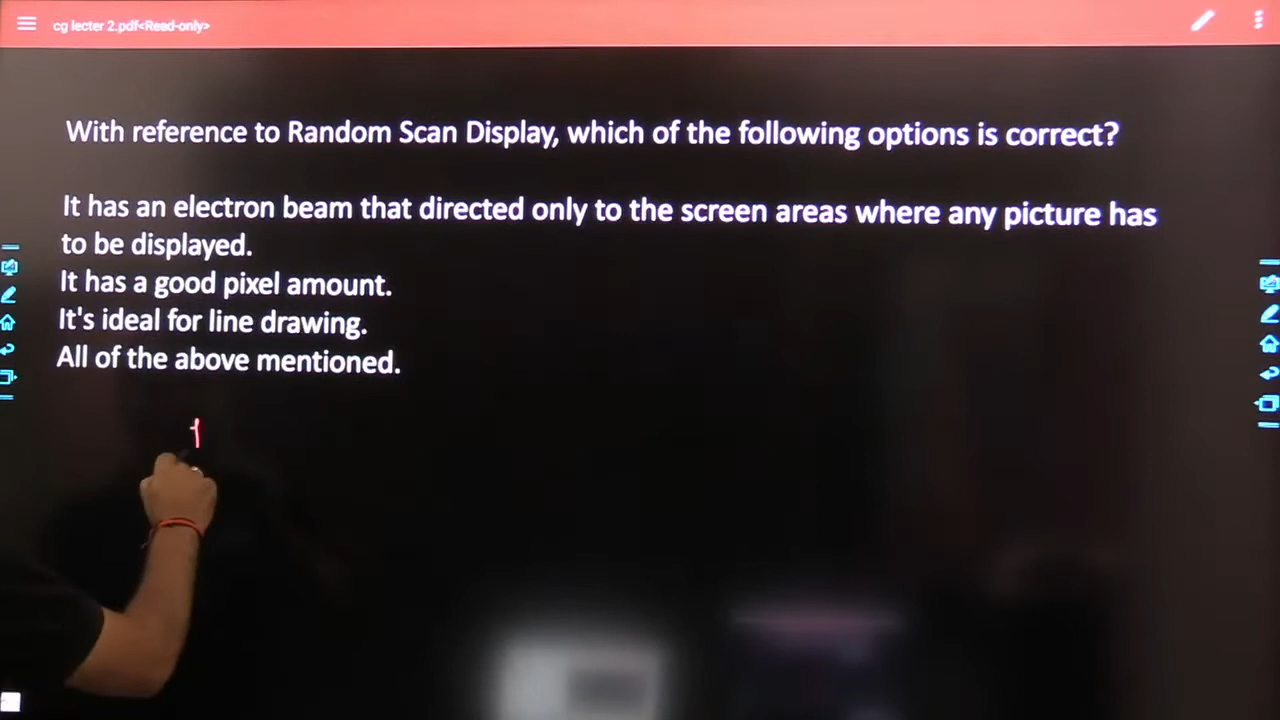 cg lecter 2.pdf<Read-only>
With reference to Random Scan Display, which of the following options is correct?
It has an electron beam that directed only to the screen areas where any picture has
to be displayed.
It has a good pixel amount.
It's ideal for line drawing.
All of the above mentioned.